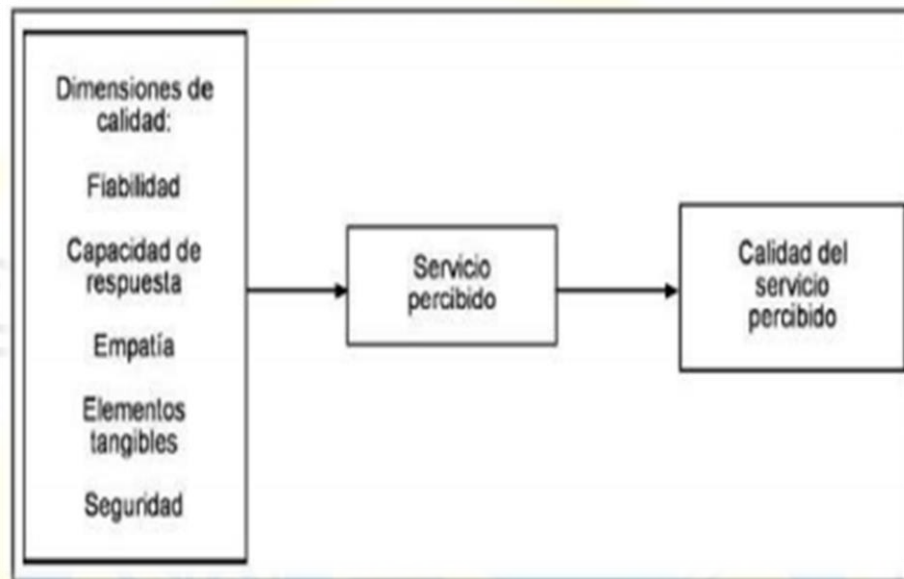 Dimensiones de
calidad:
Fiabilidad
Capacidad de
respuesta
Empatía
Elementos
tangibles
Seguridad
Servicio
percibido
Calidad del
servicio
percibido